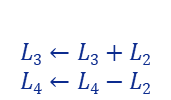 L₃ ← L₃ + L₂
L₄ ← L₄ − L₂